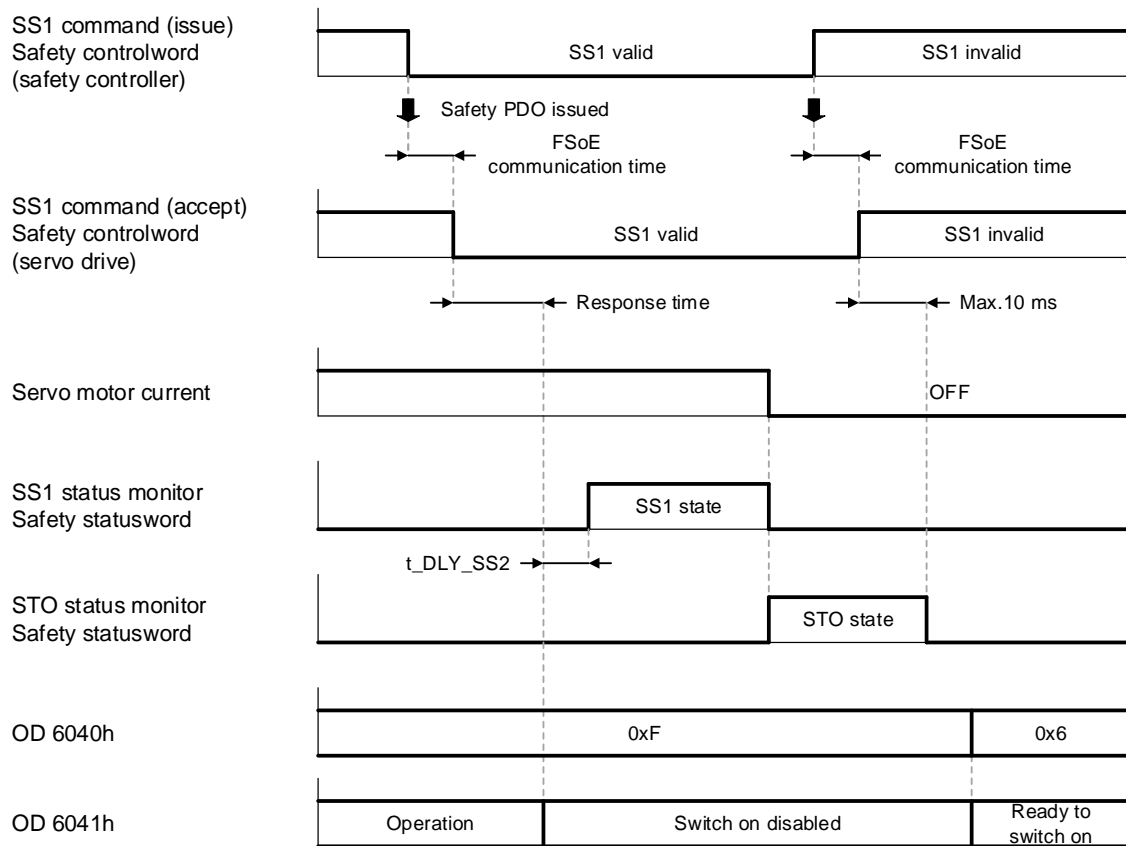 SS1 command (issue)
Safety controlword
(safety controller)
SS1 valid
SS1 invalid
Safety PDO issued
FSoE
communication time
FSoE
communication time
SS1 command (accept)
Safety controlword
(servo drive)
SS1 valid
SS1 invalid
Response time
Max.10 ms
Servo motor current
OFF
SS1 status monitor
Safety statusword
SS1 state
t_DLY_SS2
STO status monitor
Safety statusword
STO state
OD 6040h
0xF
0x6
OD 6041h
Operation
Switch on disabled
Ready to
switch on